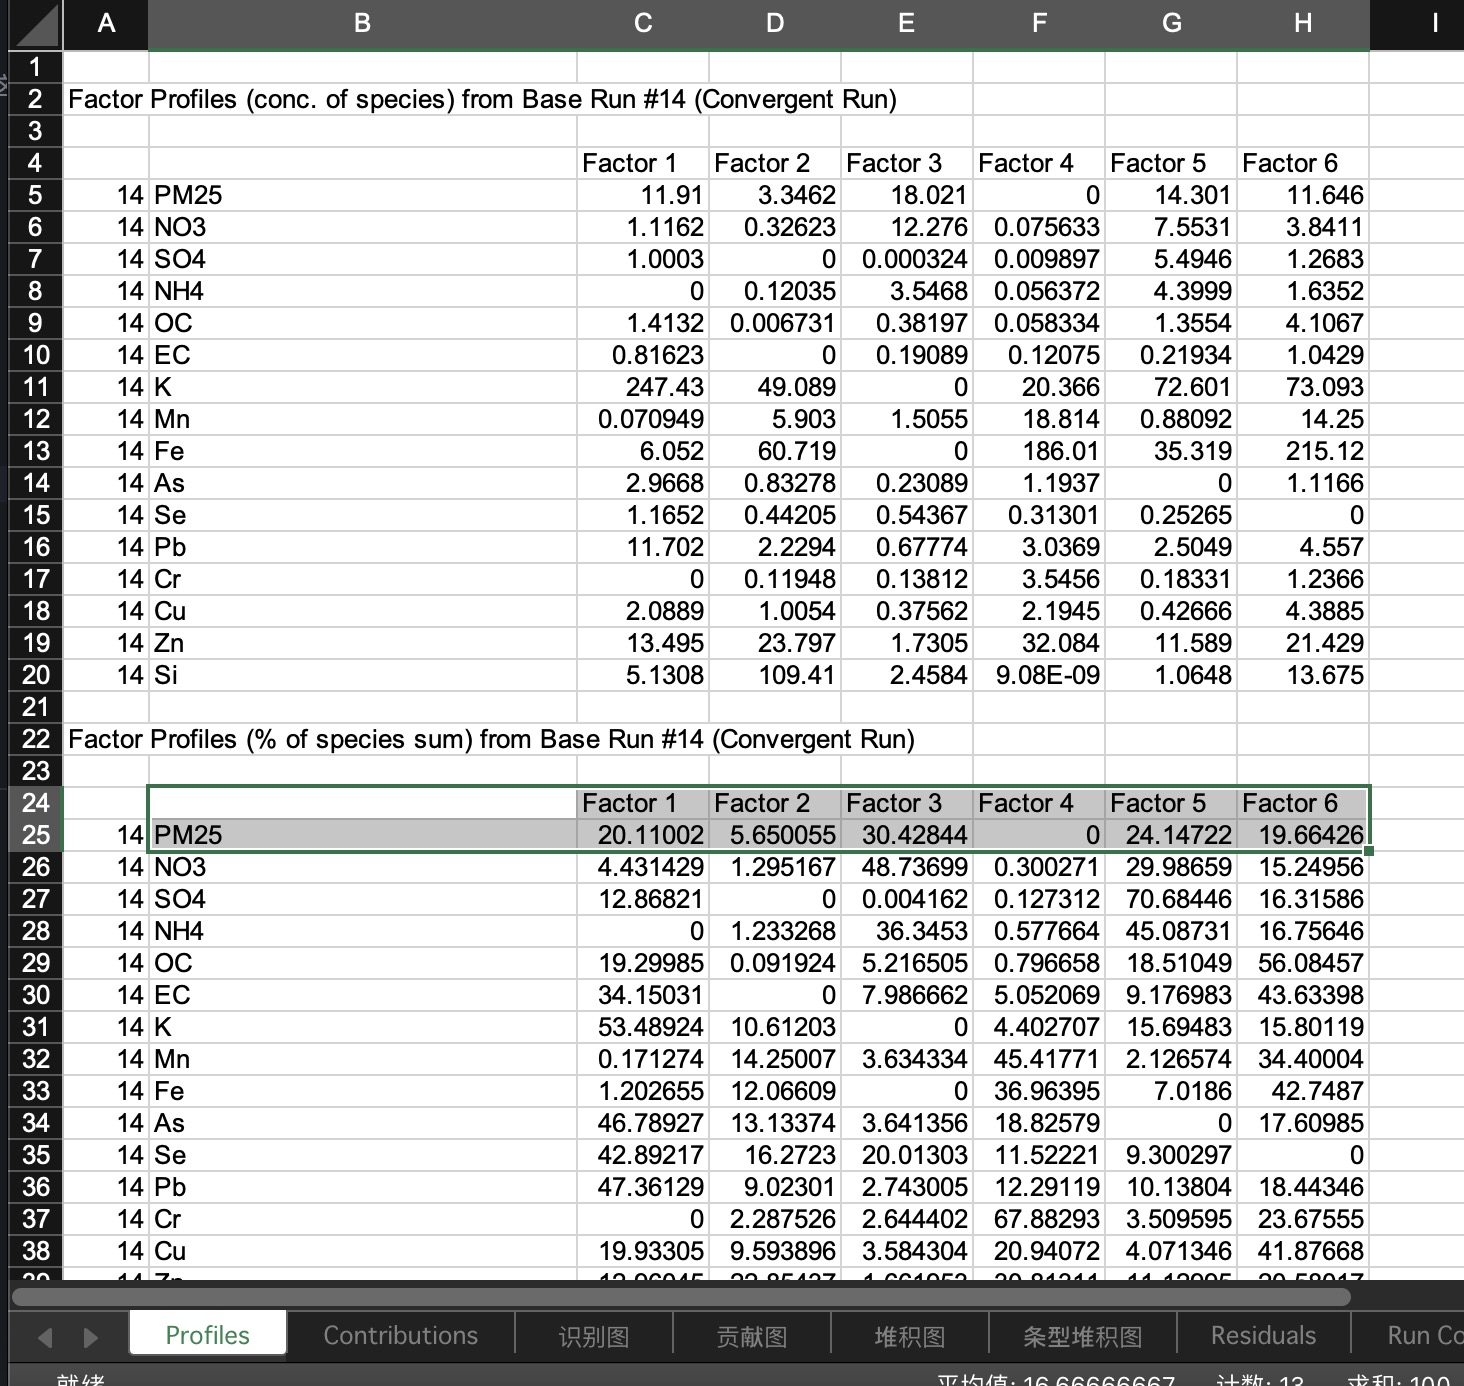 A B C D E F G H I
1
2 Factor Profiles (conc. of species) from Base Run #14 (Convergent Run)
3
4 Factor 1 Factor 2 Factor 3 Factor 4 Factor 5 Factor 6
5 14 PM25 11.91 3.3462 18.021 0 14.301 11.646
6 14 NO3 1.1162 0.32623 12.276 0.075633 7.5531 3.8411
7 14 SO4 1.0003 0 0.000324 0.009897 5.4946 1.2683
8 14 NH4 0 0.12035 3.5468 0.056372 4.3999 1.6352
9 14 OC 1.4132 0.006731 0.38197 0.058334 1.3554 4.1067
10 14 EC 0.81623 0 0.19089 0.12075 0.21934 1.0429
11 14 K 247.43 49.089 0 20.366 72.601 73.093
12 14 Mn 0.070949 5.903 1.5055 18.814 0.88092 14.25
13 14 Fe 6.052 60.719 0 186.01 35.319 215.12
14 14 As 2.9668 0.83278 0.23089 1.1937 0 1.1166
15 14 Se 1.1652 0.44205 0.54367 0.31301 0.25265 0
16 14 Pb 11.702 2.2294 0.67774 3.0369 2.5049 4.557
17 14 Cr 0 0.11948 0.13812 3.5456 0.18331 1.2366
18 14 Cu 2.0889 1.0054 0.37562 2.1945 0.42666 4.3885
19 14 Zn 13.495 23.797 1.7305 32.084 11.589 21.429
20 14 Si 5.1308 109.41 2.4584 9.08E-09 1.0648 13.675
21
22 Factor Profiles (% of species sum) from Base Run #14 (Convergent Run)
23
24 Factor 1 Factor 2 Factor 3 Factor 4 Factor 5 Factor 6
25 14 PM25 20.11002 5.650055 30.42844 0 24.14722 19.66426
26 14 NO3 4.431429 1.295167 48.73699 0.300271 29.98659 15.24956
27 14 SO4 12.86821 0 0.004162 0.127312 70.68446 16.31586
28 14 NH4 0 1.233268 36.3453 0.577664 45.08731 16.75646
29 14 OC 19.29985 0.091924 5.216505 0.796658 18.51049 56.08457
30 14 EC 34.15031 0 7.986662 5.052069 9.176983 43.63398
31 14 K 53.48924 10.61203 0 4.402707 15.69483 15.80119
32 14 Mn 0.171274 14.25007 3.634334 45.41771 2.126574 34.40004
33 14 Fe 1.202655 12.06609 0 36.96395 7.0186 42.7487
34 14 As 46.78927 13.13374 3.641356 18.82579 0 17.60985
35 14 Se 42.89217 16.2723 20.01303 11.52221 9.300297 0
36 14 Pb 47.36129 9.02301 2.743005 12.29119 10.13804 18.44346
37 14 Cr 0 2.287526 2.644402 67.88293 3.509595 23.67555
38 14 Cu 19.93305 9.593896 3.584304 20.94072 4.071346 41.87668
Profiles Contributions 识别图 贡献图 堆积图 条型堆积图 Residuals Run Co
就绪 平均值: 16.66666667 计数: 13 求和: 100